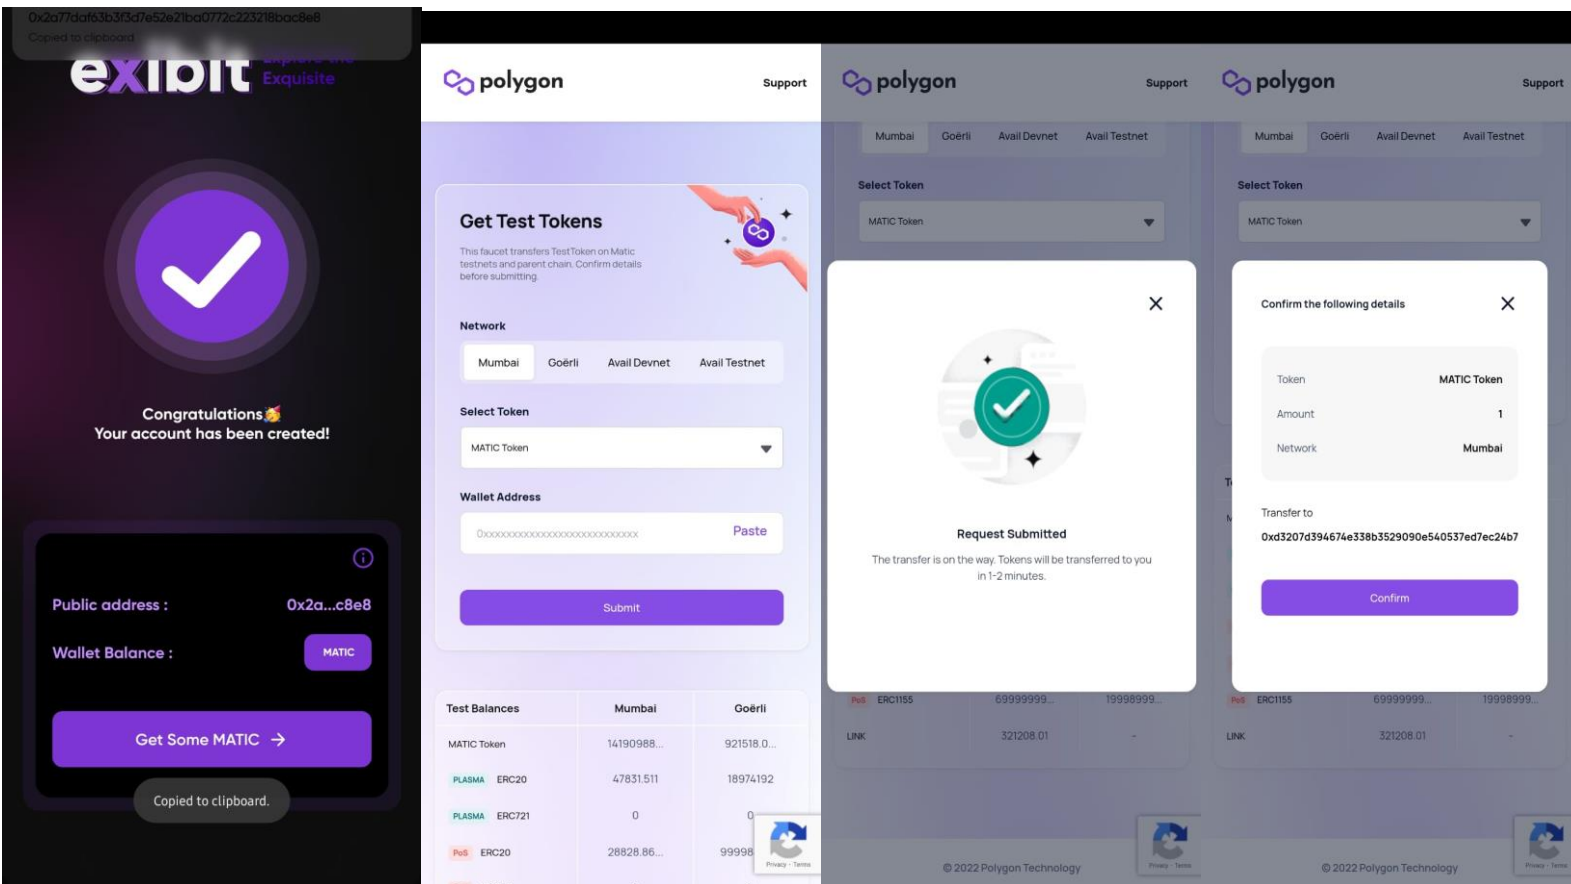 0x2a77daf63b3f3d7e52e21ba0772c223218bac8e8
Copied to clipboard
exibit
Explore the
Exquisite
Congratulations🥳
Your account has been created!
Public address :
0x2a...c8e8
Wallet Balance :
MATIC
Get Some MATIC →
Copied to clipboard.
polygon
Support
Get Test Tokens
This faucet transfers TestToken on Matic
testnets and parent chain. Confirm details
before submitting.
Network
Mumbai Goërli Avail Devnet Avail Testnet
Select Token
MATIC Token
Wallet Address
0xxxxxxxxxxxxxxxxxxxxxxxxxxxx Paste
Submit
Test Balances Mumbai Goërli
MATIC Token 14190988... 921518.0...
PLASMA ERC20 47831.511 18974192
PLASMA ERC721 0 0
PoS ERC20 28828.86... 99998
Privacy - Terms
polygon
Support
Mumbai Goërli Avail Devnet Avail Testnet
Select Token
MATIC Token
Request Submitted
The transfer is on the way. Tokens will be transferred to you
in 1-2 minutes.
PoS ERC1155 69999999... 19998999...
LINK 321208.01 -
© 2022 Polygon Technology
Privacy - Terms
polygon
Support
Mumbai Goërli Avail Devnet Avail Testnet
Select Token
MATIC Token
Confirm the following details
Token MATIC Token
Amount 1
Network Mumbai
Transfer to
0xd3207d394674e338b3529090e540537ed7ec24b7
Confirm
PoS ERC1155 69999999... 19998999...
LINK 321208.01 -
© 2022 Polygon Technology
Privacy - Terms